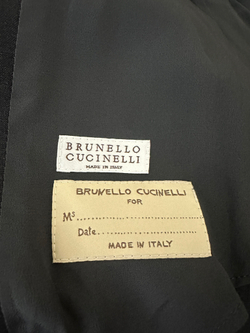 BRUNELLO
CUCINELLI
MADE IN ITALY
BRUNELLO CUCINELLI
FOR
Ms.............................
Date.........................
MADE IN ITALY